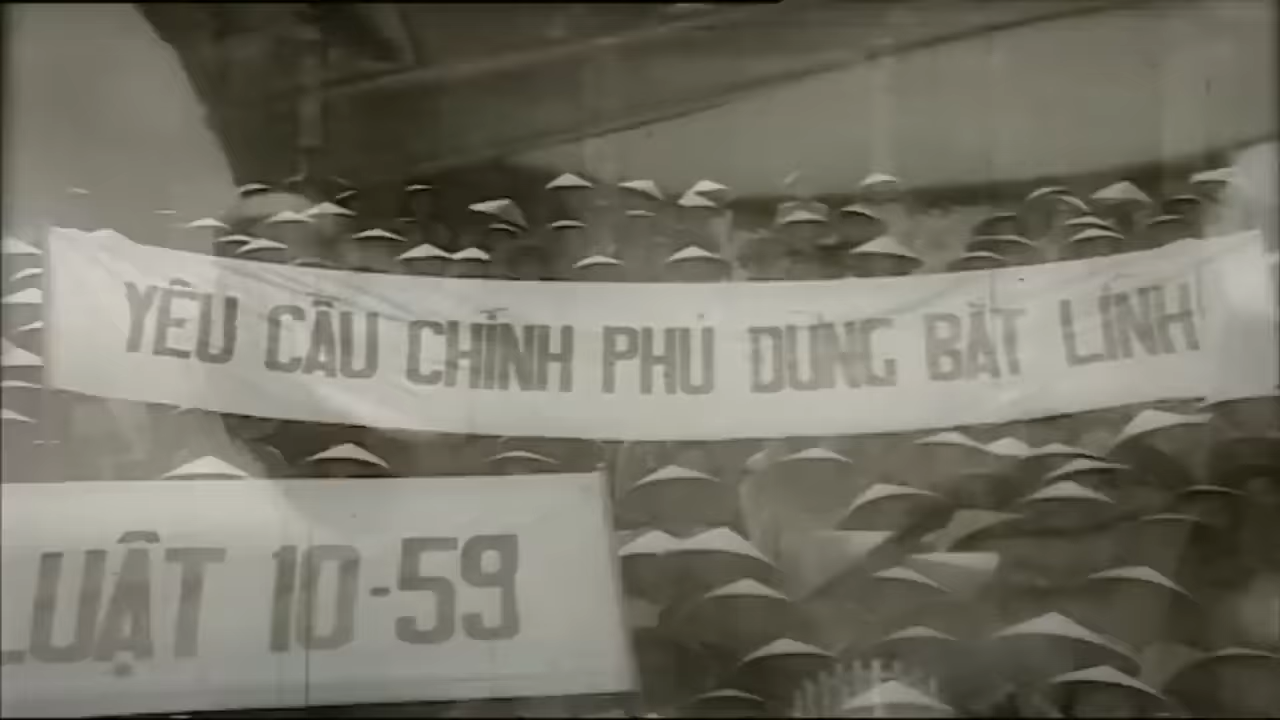 YÊU CẦU CHÍNH PHỦ DỪNG BẮT LÍNH
LUẬT 10-59